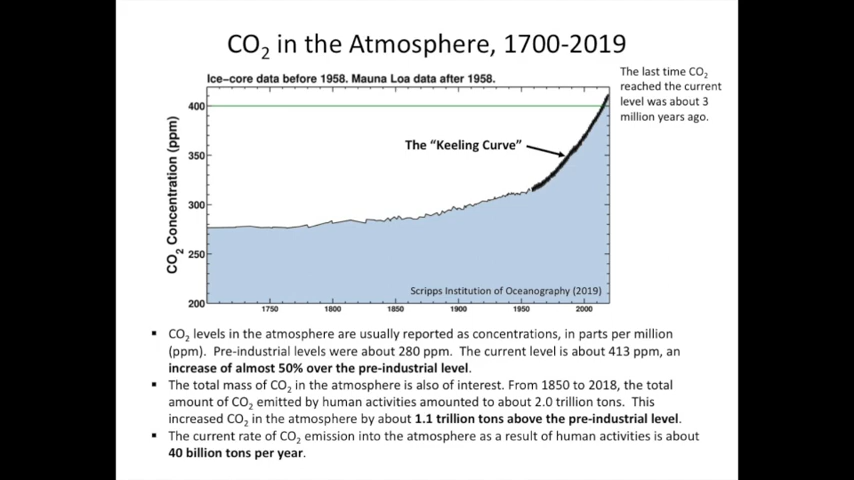 CO2 in the Atmosphere, 1700-2019
Ice-core data before 1958. Mauna Loa data after 1958.
The last time CO2
reached the current
level was about 3
million years ago.
CO2 Concentration (ppm)
400
350
300
250
200
The "Keeling Curve"
Scripps Institution of Oceanography (2019)
1750 1800 1850 1900 1950 2000
▪ CO2 levels in the atmosphere are usually reported as concentrations, in parts per million
(ppm). Pre-industrial levels were about 280 ppm. The current level is about 413 ppm, an
increase of almost 50% over the pre-industrial level.
▪ The total mass of CO2 in the atmosphere is also of interest. From 1850 to 2018, the total
amount of CO2 emitted by human activities amounted to about 2.0 trillion tons. This
increased CO2 in the atmosphere by about 1.1 trillion tons above the pre-industrial level.
▪ The current rate of CO2 emission into the atmosphere as a result of human activities is about
40 billion tons per year.